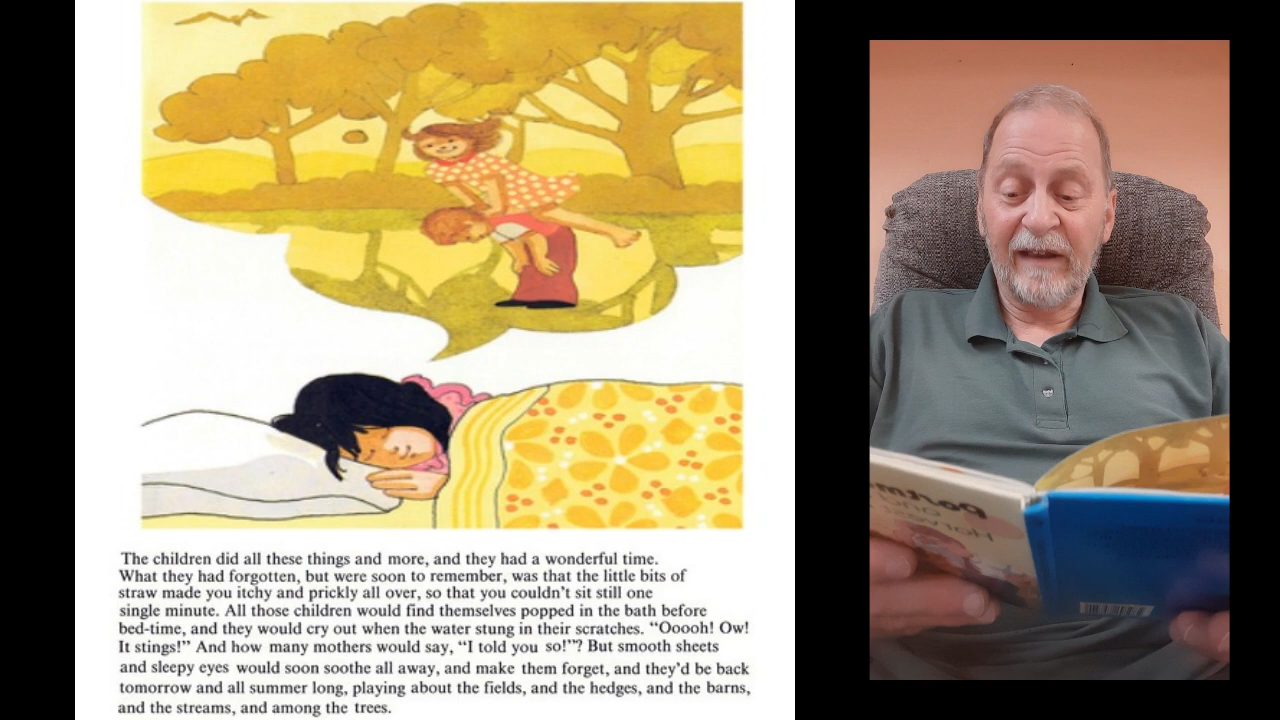 The children did all these things and more, and they had a wonderful time.
What they had forgotten, but were soon to remember, was that the little bits of
straw made you itchy and prickly all over, so that you couldn't sit still one
single minute. All those children would find themselves popped in the bath before
bed-time, and they would cry out when the water stung in their scratches. “Ooooh! Ow!
It stings!” And how many mothers would say, “I told you so!”? But smooth sheets
and sleepy eyes would soon soothe all away, and make them forget, and they'd be back
tomorrow and all summer long, playing about the fields, and the hedges, and the barns,
and the streams, and among the trees.